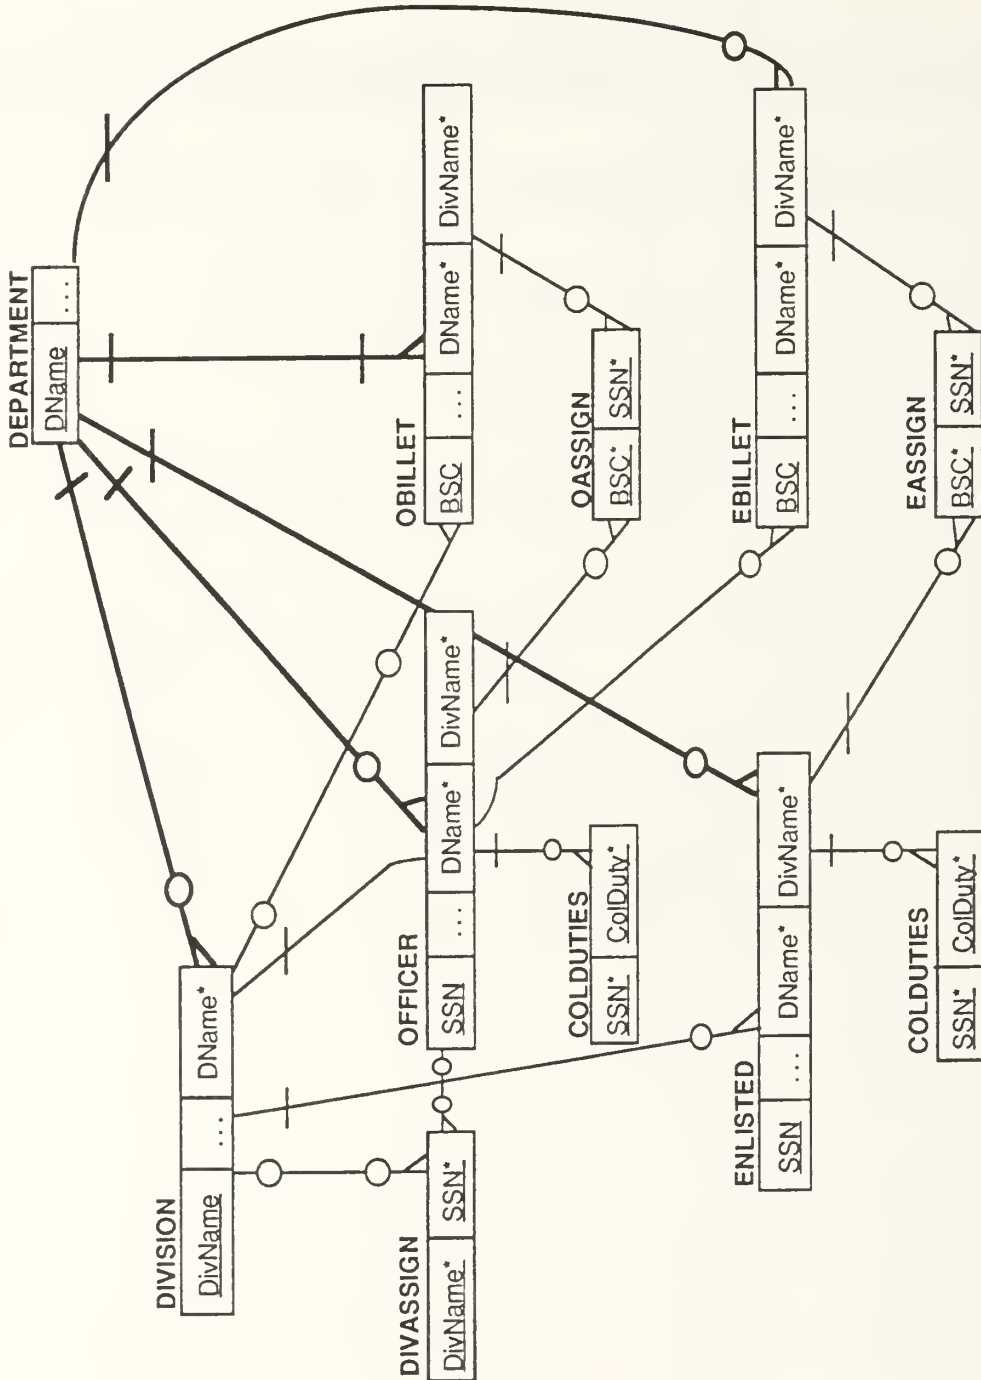 DEPARTMENT
DName ...
DIVISION
DivName ... DName*
OBILLET
BSC ... DName* DivName*
OFFICER
SSN ... DName* DivName*
DIVASSIGN
DivName* SSN*
OASSIGN
BSC* SSN*
COLDUTIES
SSN* ColDuty*
EBILLET
BSC ... DName* DivName*
ENLISTED
SSN ... DName* DivName*
EASSIGN
BSC* SSN*
COLDUTIES
SSN* ColDuty*